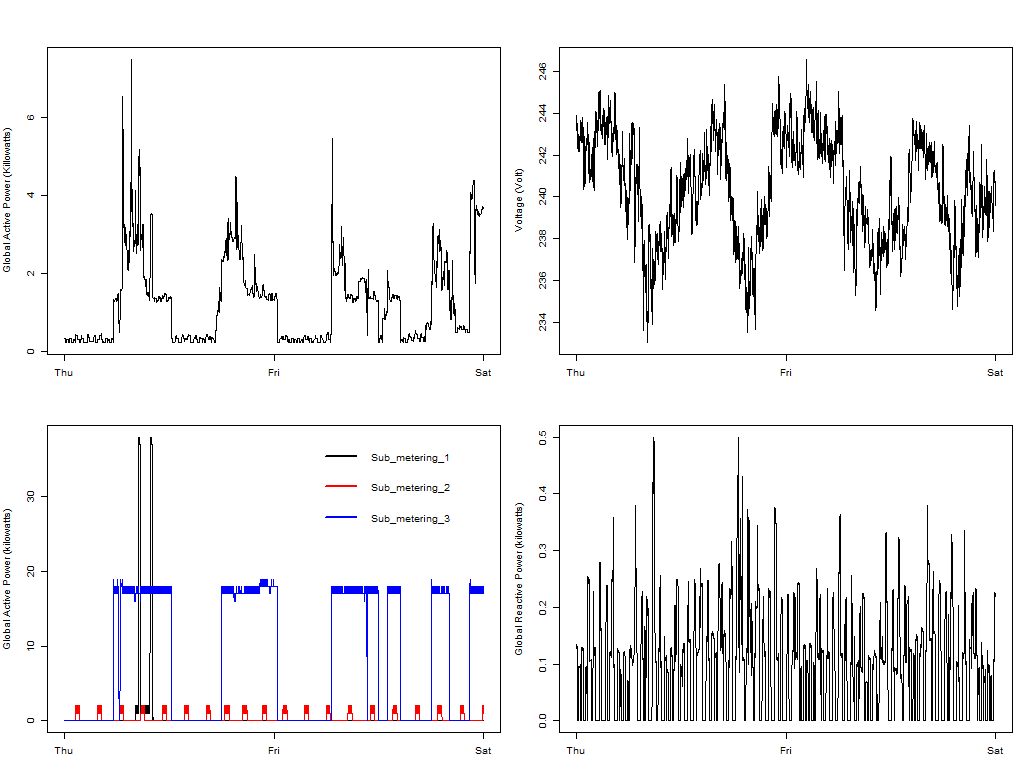 Global Active Power (Killowatts)
0 2 4 6
Thu Fri Sat
Voltage (Volt)
234 236 238 240 242 244 246
Thu Fri Sat
Global Active Power (kilowatts)
0 10 20 30
Sub_metering_1
Sub_metering_2
Sub_metering_3
Thu Fri Sat
Global Reactive Power (kilowatts)
0.0 0.1 0.2 0.3 0.4 0.5
Thu Fri Sat